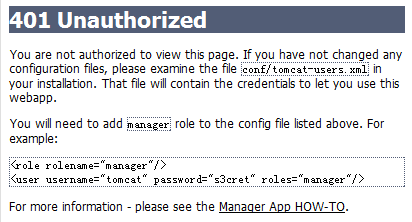 401 Unauthorized
You are not authorized to view this page. If you have not changed any
configuration files, please examine the file conf/tomcat-users.xml in
your installation. That file will contain the credentials to let you use this
webapp.
You will need to add manager role to the config file listed above. For
example:
<role rolename="manager"/>
<user username="tomcat" password="s3cret" roles="manager"/>
For more information - please see the Manager App HOW-TO.